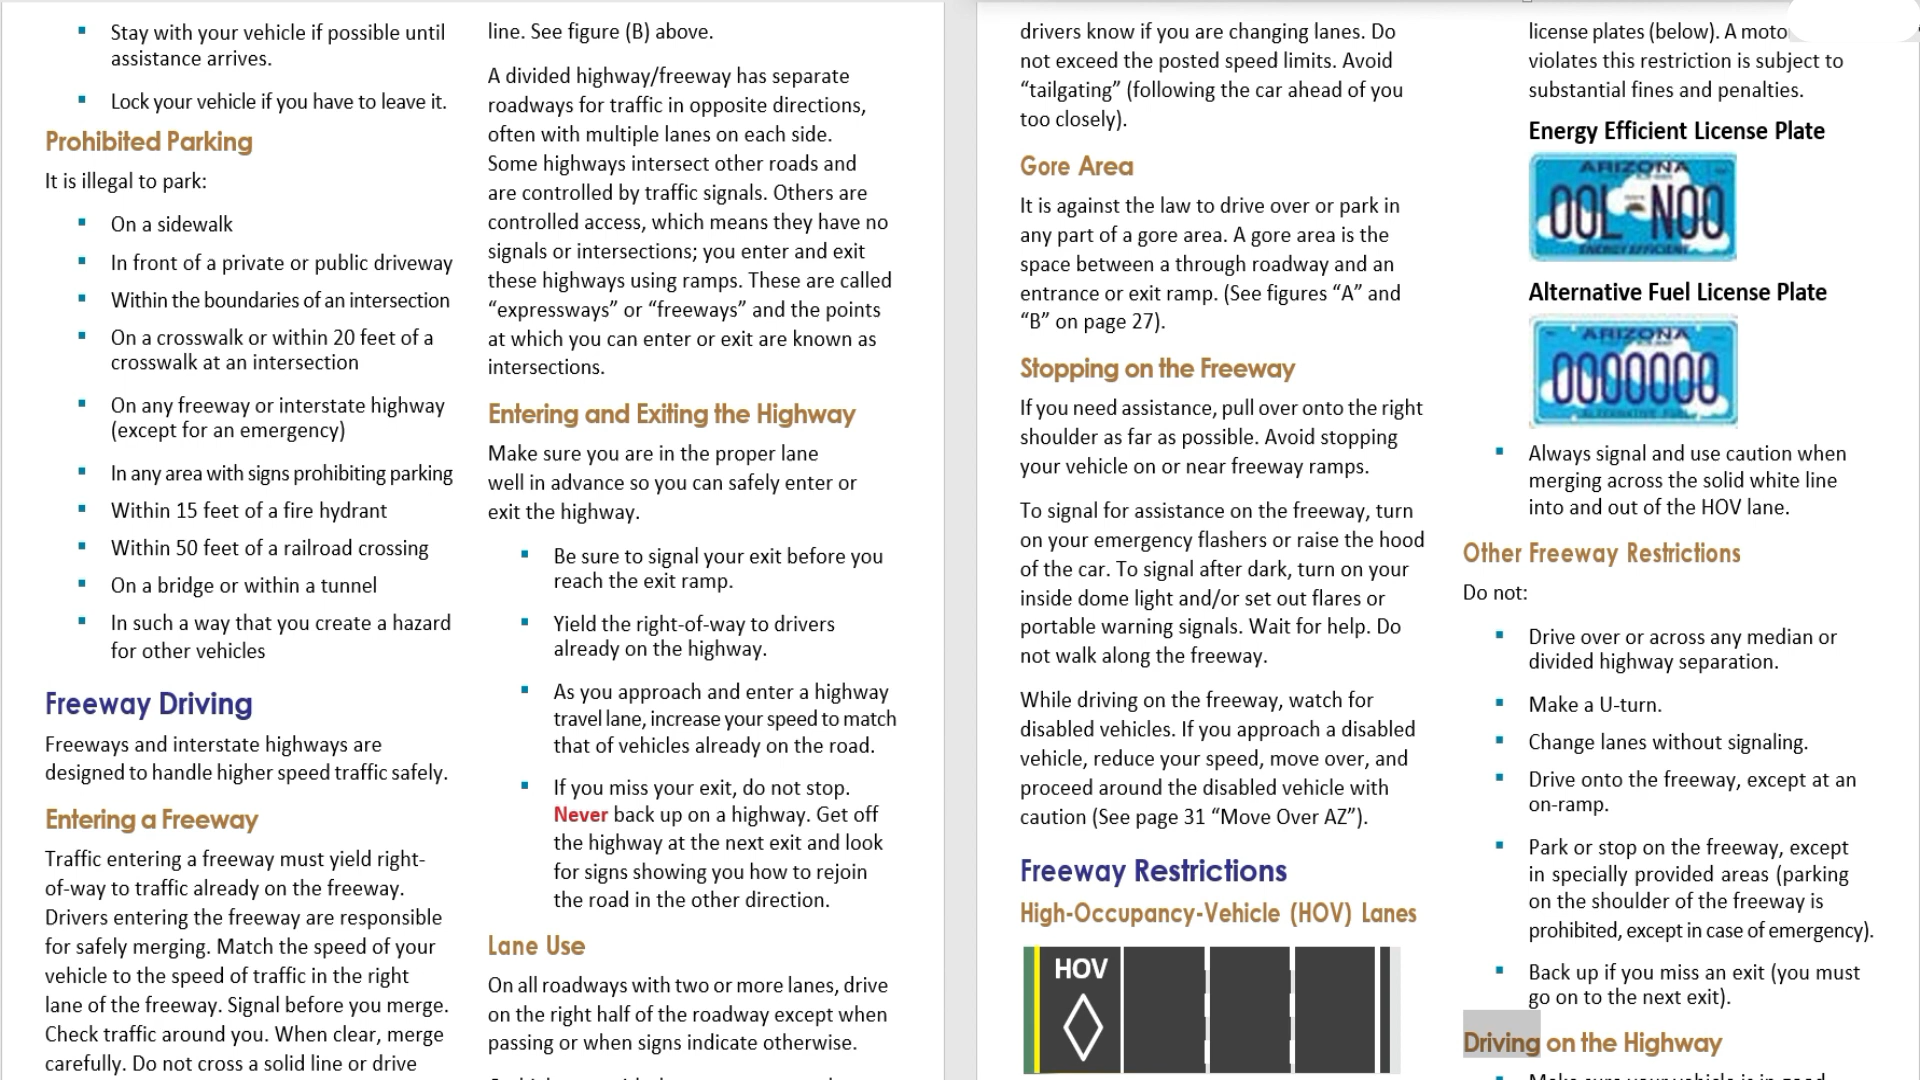 Stay with your vehicle if possible until
assistance arrives.
Lock your vehicle if you have to leave it.
Prohibited Parking
It is illegal to park:
On a sidewalk
In front of a private or public driveway
Within the boundaries of an intersection
On a crosswalk or within 20 feet of a
crosswalk at an intersection
On any freeway or interstate highway
(except for an emergency)
In any area with signs prohibiting parking
Within 15 feet of a fire hydrant
Within 50 feet of a railroad crossing
On a bridge or within a tunnel
In such a way that you create a hazard
for other vehicles
Freeway Driving
Freeways and interstate highways are
designed to handle higher speed traffic safely.
Entering a Freeway
Traffic entering a freeway must yield right-
of-way to traffic already on the freeway.
Drivers entering the freeway are responsible
for safely merging. Match the speed of your
vehicle to the speed of traffic in the right
lane of the freeway. Signal before you merge.
Check traffic around you. When clear, merge
carefully. Do not cross a solid line or drive
line. See figure (B) above.
A divided highway/freeway has separate
roadways for traffic in opposite directions,
often with multiple lanes on each side.
Some highways intersect other roads and
are controlled by traffic signals. Others are
controlled access, which means they have no
signals or intersections; you enter and exit
these highways using ramps. These are called
“expressways” or “freeways” and the points
at which you can enter or exit are known as
intersections.
Entering and Exiting the Highway
Make sure you are in the proper lane
well in advance so you can safely enter or
exit the highway.
Be sure to signal your exit before you
reach the exit ramp.
Yield the right-of-way to drivers
already on the highway.
As you approach and enter a highway
travel lane, increase your speed to match
that of vehicles already on the road.
If you miss your exit, do not stop.
Never back up on a highway. Get off
the highway at the next exit and look
for signs showing you how to rejoin
the road in the other direction.
Lane Use
On all roadways with two or more lanes, drive
on the right half of the roadway except when
passing or when signs indicate otherwise.
drivers know if you are changing lanes. Do
not exceed the posted speed limits. Avoid
“tailgating” (following the car ahead of you
too closely).
Gore Area
It is against the law to drive over or park in
any part of a gore area. A gore area is the
space between a through roadway and an
entrance or exit ramp. (See figures “A” and
“B” on page 27).
Stopping on the Freeway
If you need assistance, pull over onto the right
shoulder as far as possible. Avoid stopping
your vehicle on or near freeway ramps.
To signal for assistance on the freeway, turn
on your emergency flashers or raise the hood
of the car. To signal after dark, turn on your
inside dome light and/or set out flares or
portable warning signals. Wait for help. Do
not walk along the freeway.
While driving on the freeway, watch for
disabled vehicles. If you approach a disabled
vehicle, reduce your speed, move over, and
proceed around the disabled vehicle with
caution (See page 31 “Move Over AZ”).
Freeway Restrictions
High-Occupancy-Vehicle (HOV) Lanes
HOV
license plates (below). A moto
violates this restriction is subject to
substantial fines and penalties.
Energy Efficient License Plate
ARIZONA
00L NOO
ENERGY EFFICIENT
Alternative Fuel License Plate
ARIZONA
0000000
ALTERNATIVE FUEL
Always signal and use caution when
merging across the solid white line
into and out of the HOV lane.
Other Freeway Restrictions
Do not:
Drive over or across any median or
divided highway separation.
Make a U-turn.
Change lanes without signaling.
Drive onto the freeway, except at an
on-ramp.
Park or stop on the freeway, except
in specially provided areas (parking
on the shoulder of the freeway is
prohibited, except in case of emergency).
Back up if you miss an exit (you must
go on to the next exit).
Driving on the Highway